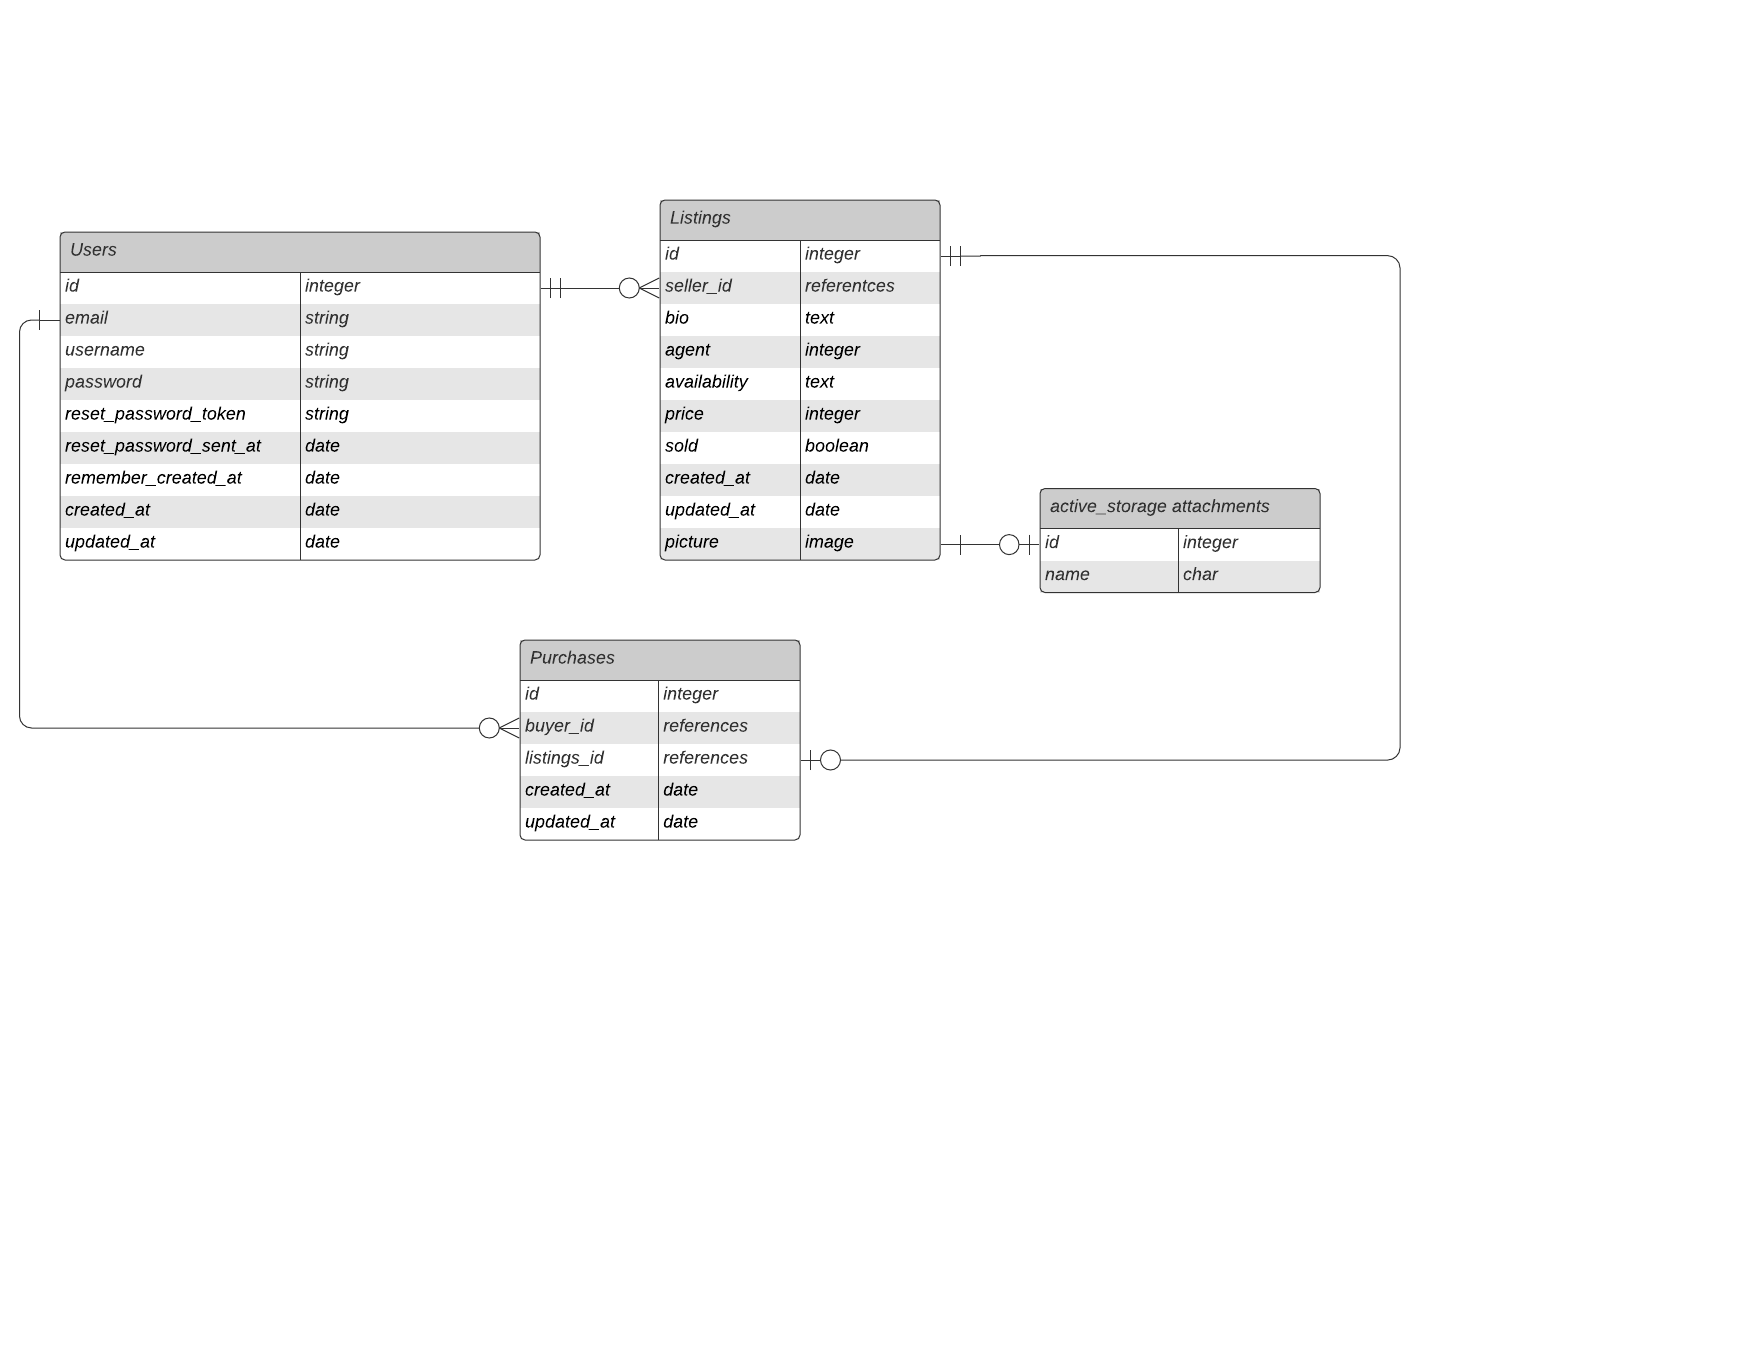 Users
id integer
email string
username string
password string
reset_password_token string
reset_password_sent_at date
remember_created_at date
created_at date
updated_at date
Listings
id integer
seller_id referentces
bio text
agent integer
availability text
price integer
sold boolean
created_at date
updated_at date
picture image
active_storage attachments
id integer
name char
Purchases
id integer
buyer_id references
listings_id references
created_at date
updated_at date